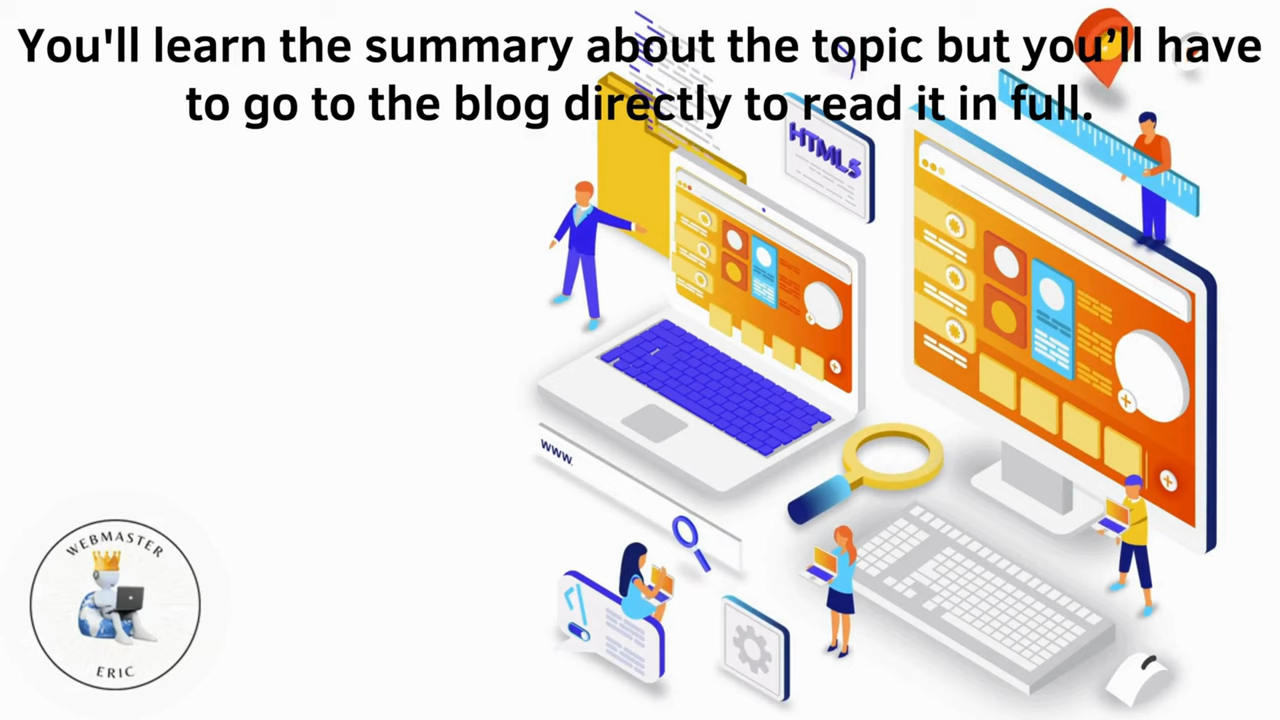 You'll learn the summary about the topic but you’ll have
to go to the blog directly to read it in full.
HTML5
www.
WEBMASTER
ERIC